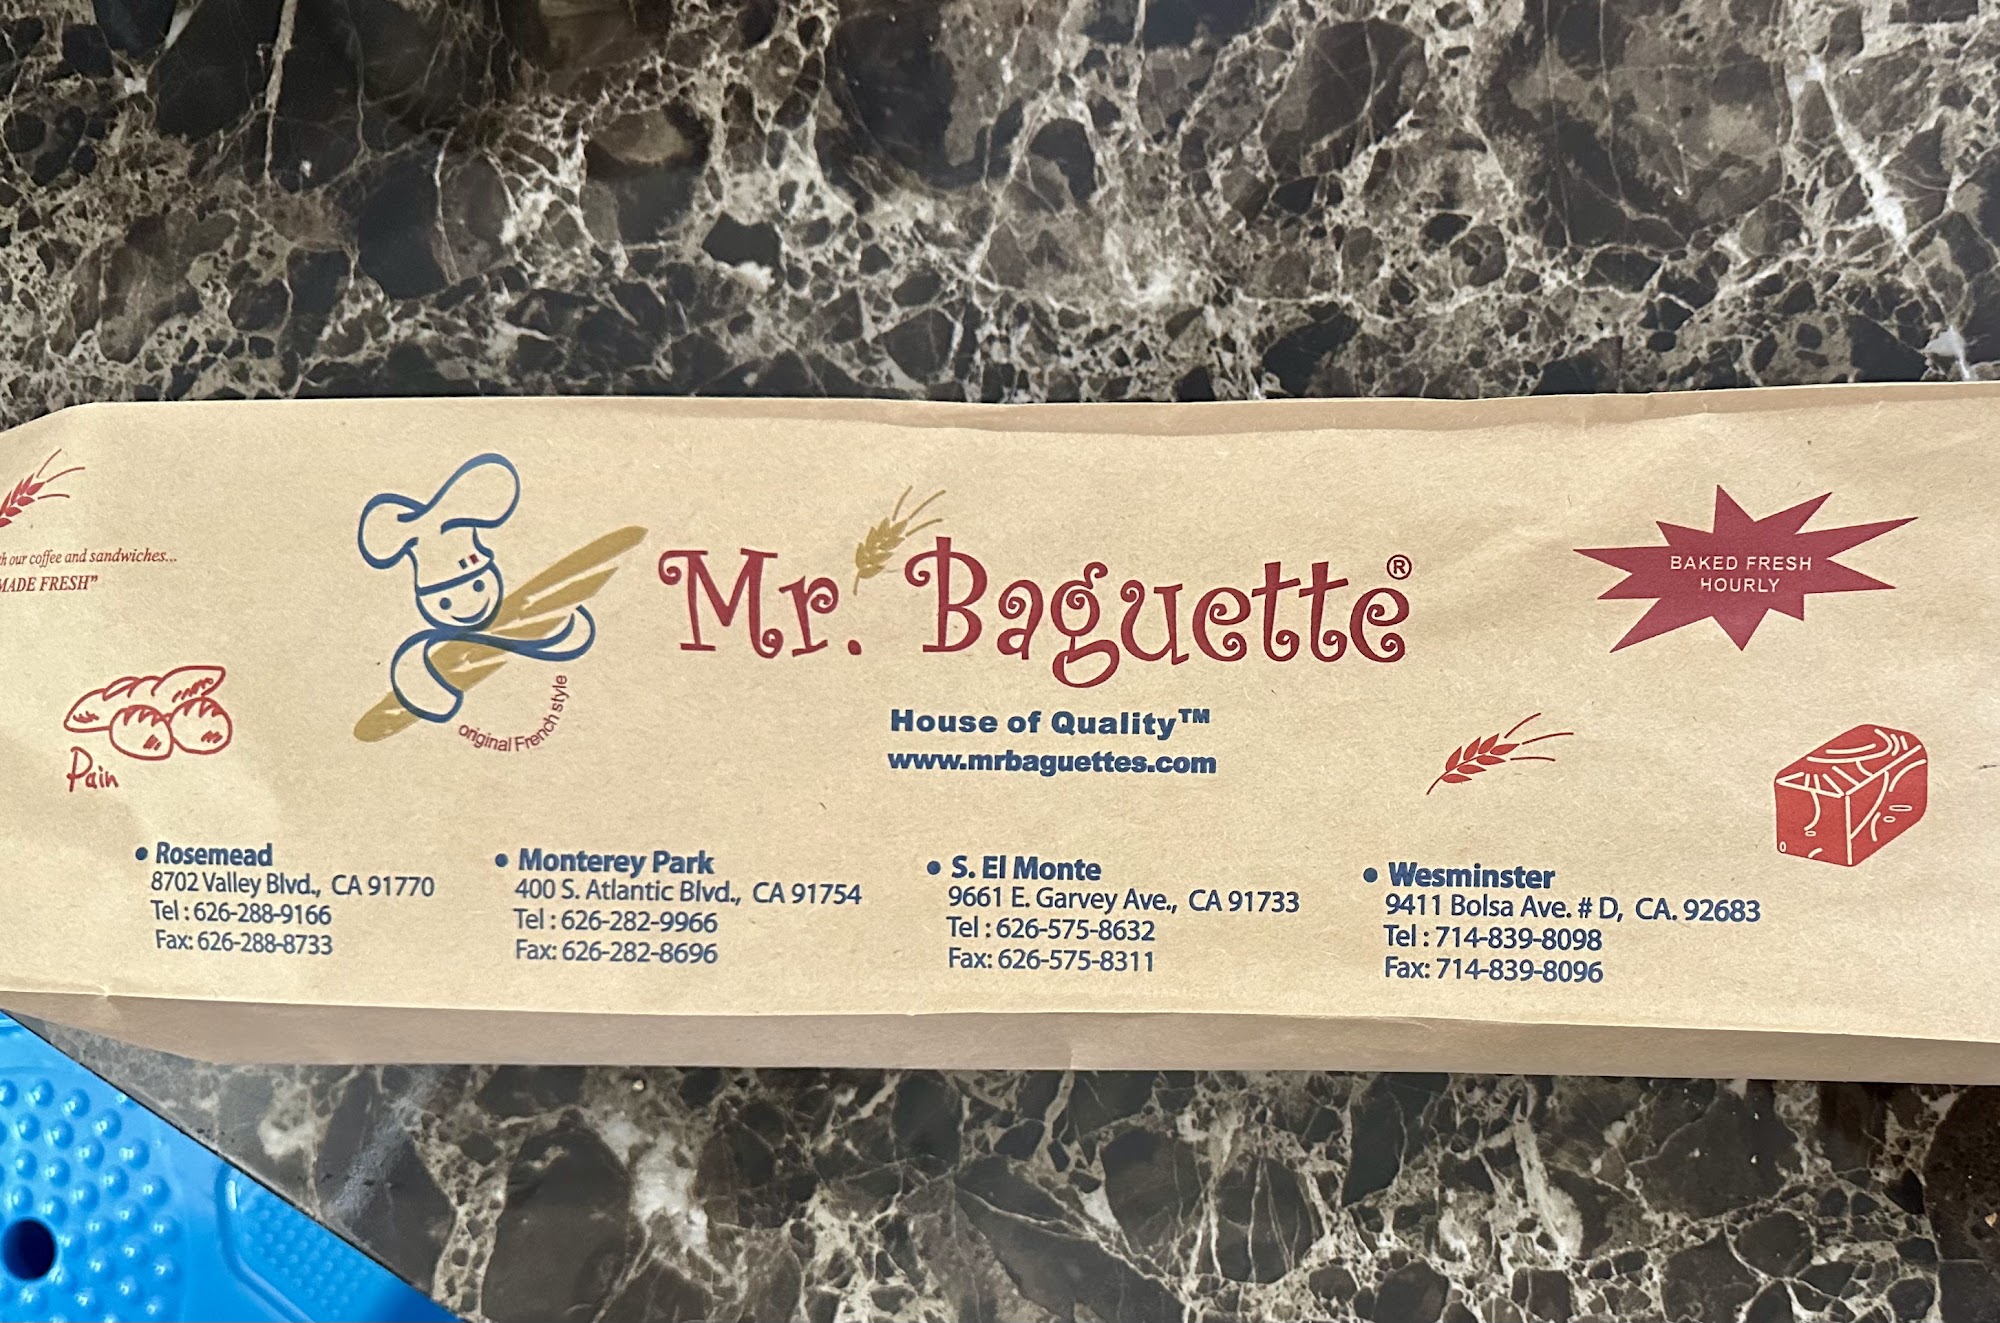 our coffee and sandwiches...
MADE FRESH”
Pain
original French style
Mr. Baguette®
House of Quality™
www.mrbaguettes.com
BAKED FRESH
HOURLY
• Rosemead
8702 Valley Blvd., CA 91770
Tel : 626-288-9166
Fax: 626-288-8733
• Monterey Park
400 S. Atlantic Blvd., CA 91754
Tel : 626-282-9966
Fax: 626-282-8696
• S. El Monte
9661 E. Garvey Ave., CA 91733
Tel : 626-575-8632
Fax: 626-575-8311
• Wesminster
9411 Bolsa Ave. # D, CA. 92683
Tel : 714-839-8098
Fax: 714-839-8096